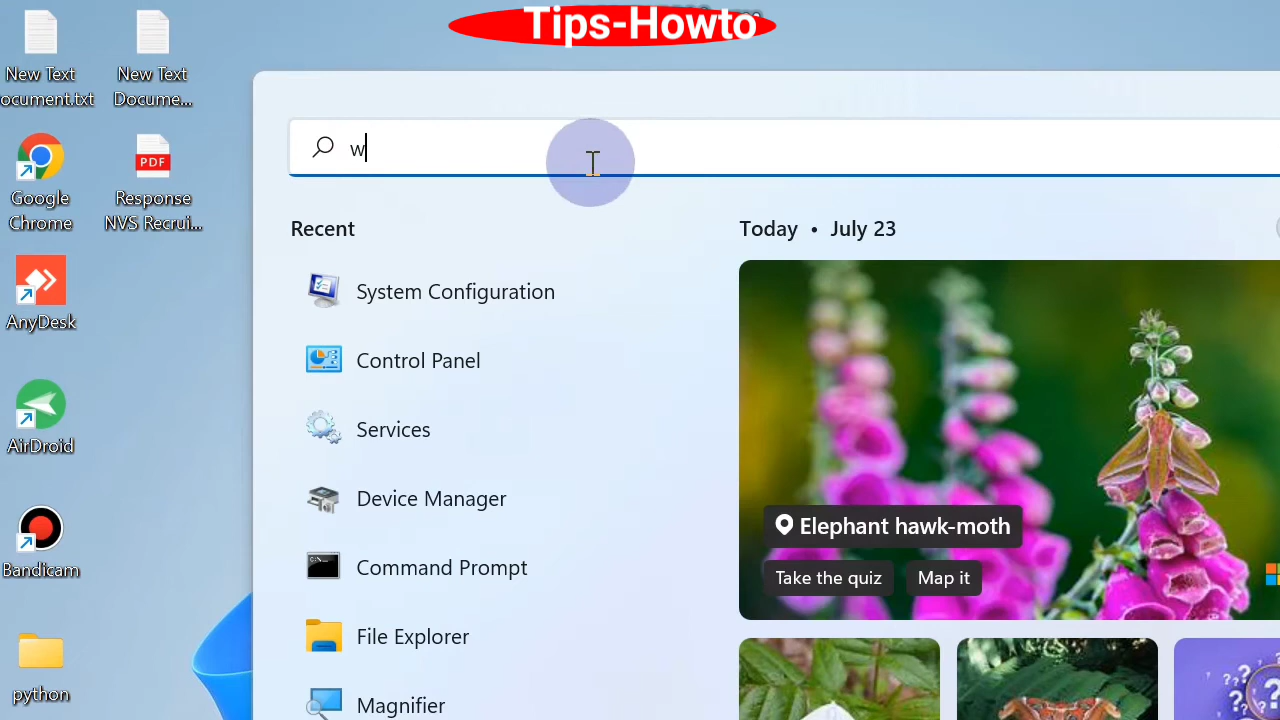 Tips-Howto
New Text
ocument.txt
New Text
Docume...
w
Google
Chrome
PDF
Response
NVS Recrui...
Recent
Today • July 23
System Configuration
AnyDesk
Control Panel
Services
AirDroid
Device Manager
Elephant hawk-moth
Command Prompt
Take the quiz
Map it
Bandicam
File Explorer
python
Magnifier